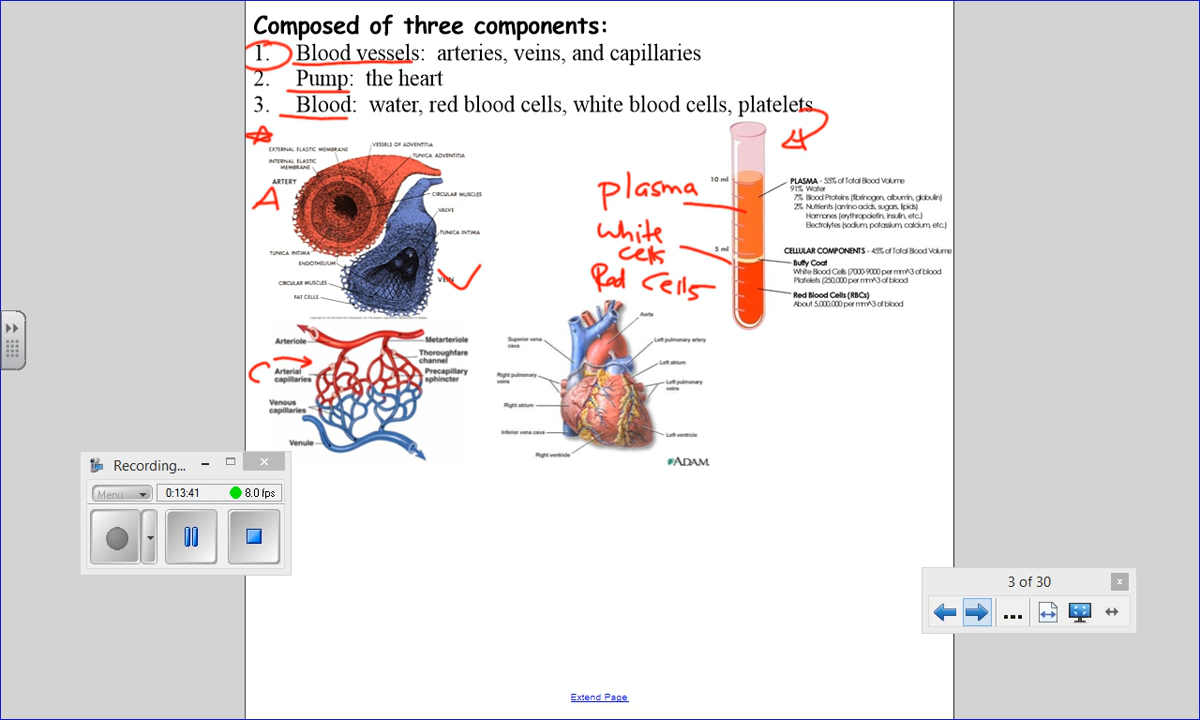 Composed of three components:
1. Blood vessels: arteries, veins, and capillaries
2. Pump: the heart
3. Blood: water, red blood cells, white blood cells, platelets
EXTERNAL ELASTIC MEMBRANE
VESSELS OF ADVENTITIA
INTERNAL ELASTIC
MEMBRANE
TUNICA ADVENTITIA
ARTERY
A
CIRCULAR MUSCLES
VALVE
TUNICA INTIMA
TUNICA INTIMA
ENDOTHELIUM
CIRCULAR MUSCLES
FAT CELLS
VEIN
V
Arteriole
Metarteriole
Thoroughfare
channel
C
Arterial
capillaries
Precapillary
sphincter
Venous
capillaries
Venule
plasma
White
cells
Red Cells
10 ml
5 ml
PLASMA - 55% of Total Blood Volume
91% Water
7% Blood Proteins (fibrinogen, albumin, globulin)
2% Nutrients (amino acids, sugars, lipids)
Hormones (erythropoietin, insulin, etc.)
Electrolytes (sodium, potassium, calcium, etc.)
CELLULAR COMPONENTS - 45% of Total Blood Volume
Buffy Coat
White Blood Cells (7000-9000 per mm^3 of blood
Platelets (250,000 per mm^3 of blood
Red Blood Cells (RBCs)
About 5,000,000 per mm^3 of blood
Aorta
Superior vena
cava
Left pulmonary artery
Left atrium
Right pulmonary
veins
Left pulmonary
veins
Right atrium
Inferior vena cava
Left ventricle
Right ventricle
ADAM.
Recording...
Menu
0:13:41
8.0 fps
3 of 30
Extend Page